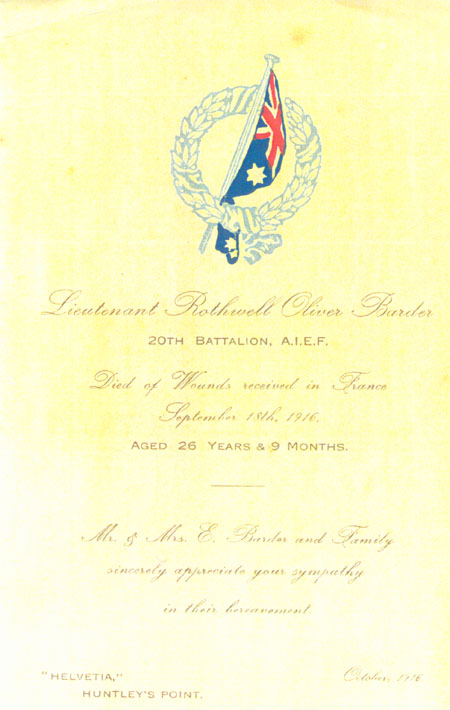 Lieutenant Rothwell Oliver Barder
20TH BATTALION, A.I.E.F.
Died of Wounds received in France
September 18th, 1916.
AGED 26 YEARS & 9 MONTHS.
Mr. & Mrs. E. Barder and Family
sincerely appreciate your sympathy
in their bereavement.
"HELVETIA,"
HUNTLEY'S POINT.
October, 1916.